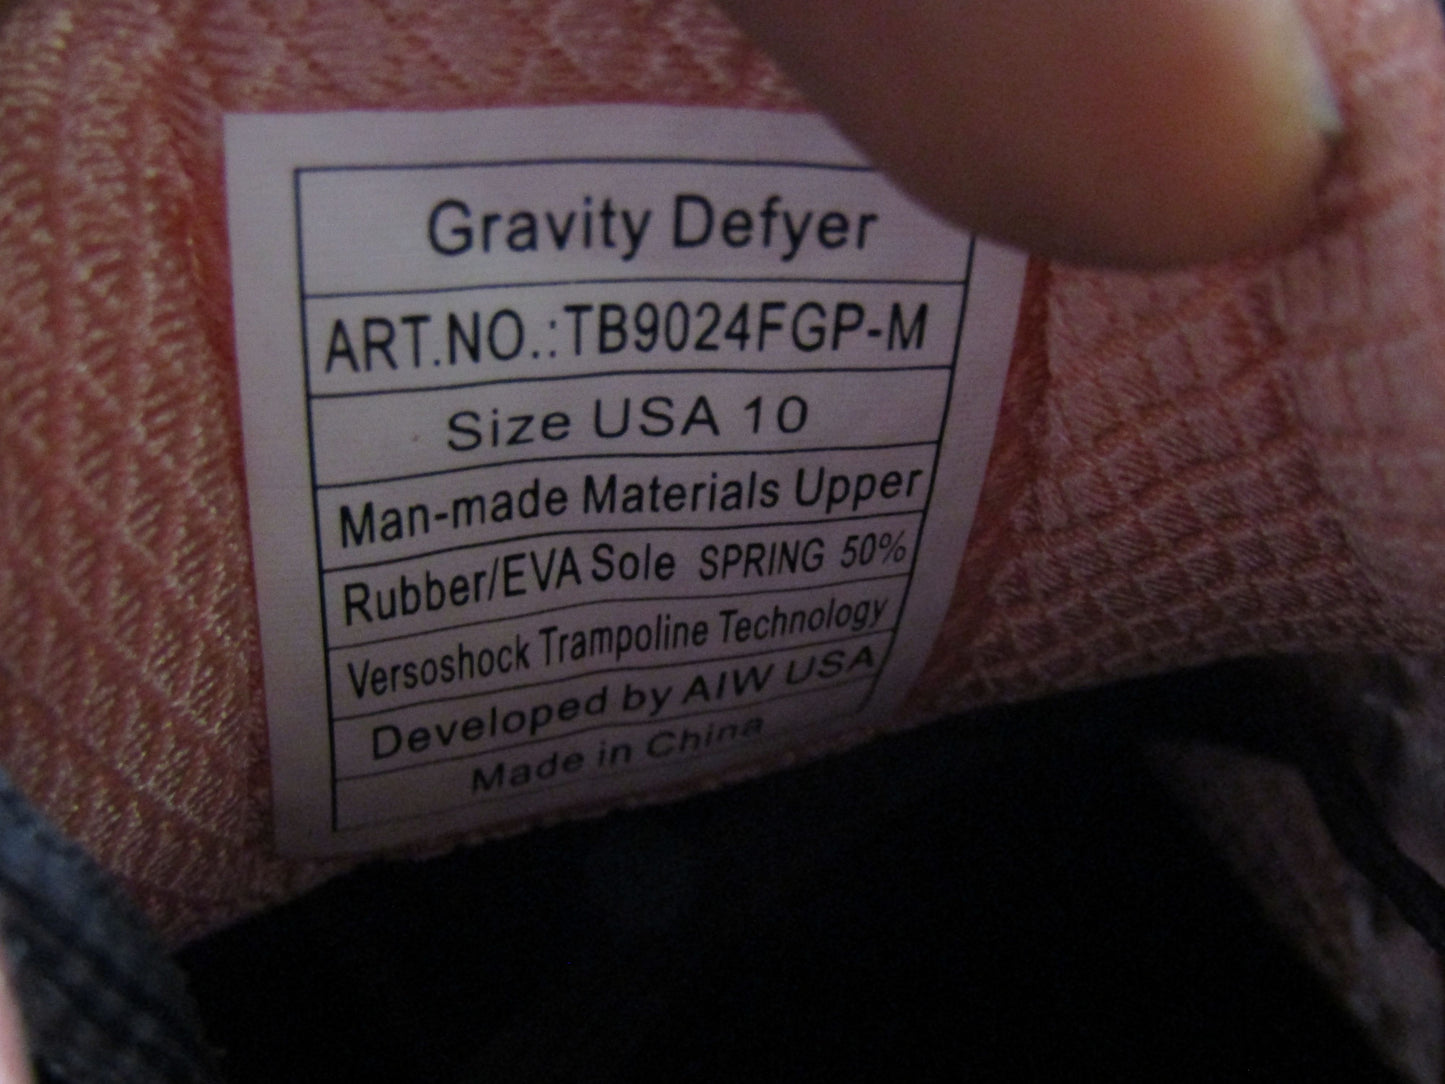 Gravity Defyer
ART.NO.:TB9024FGP-M
Size USA 10
Man-made Materials Upper
Rubber/EVA Sole SPRING 50%
Versoshock Trampoline Technology
Developed by AIW USA
Made in China